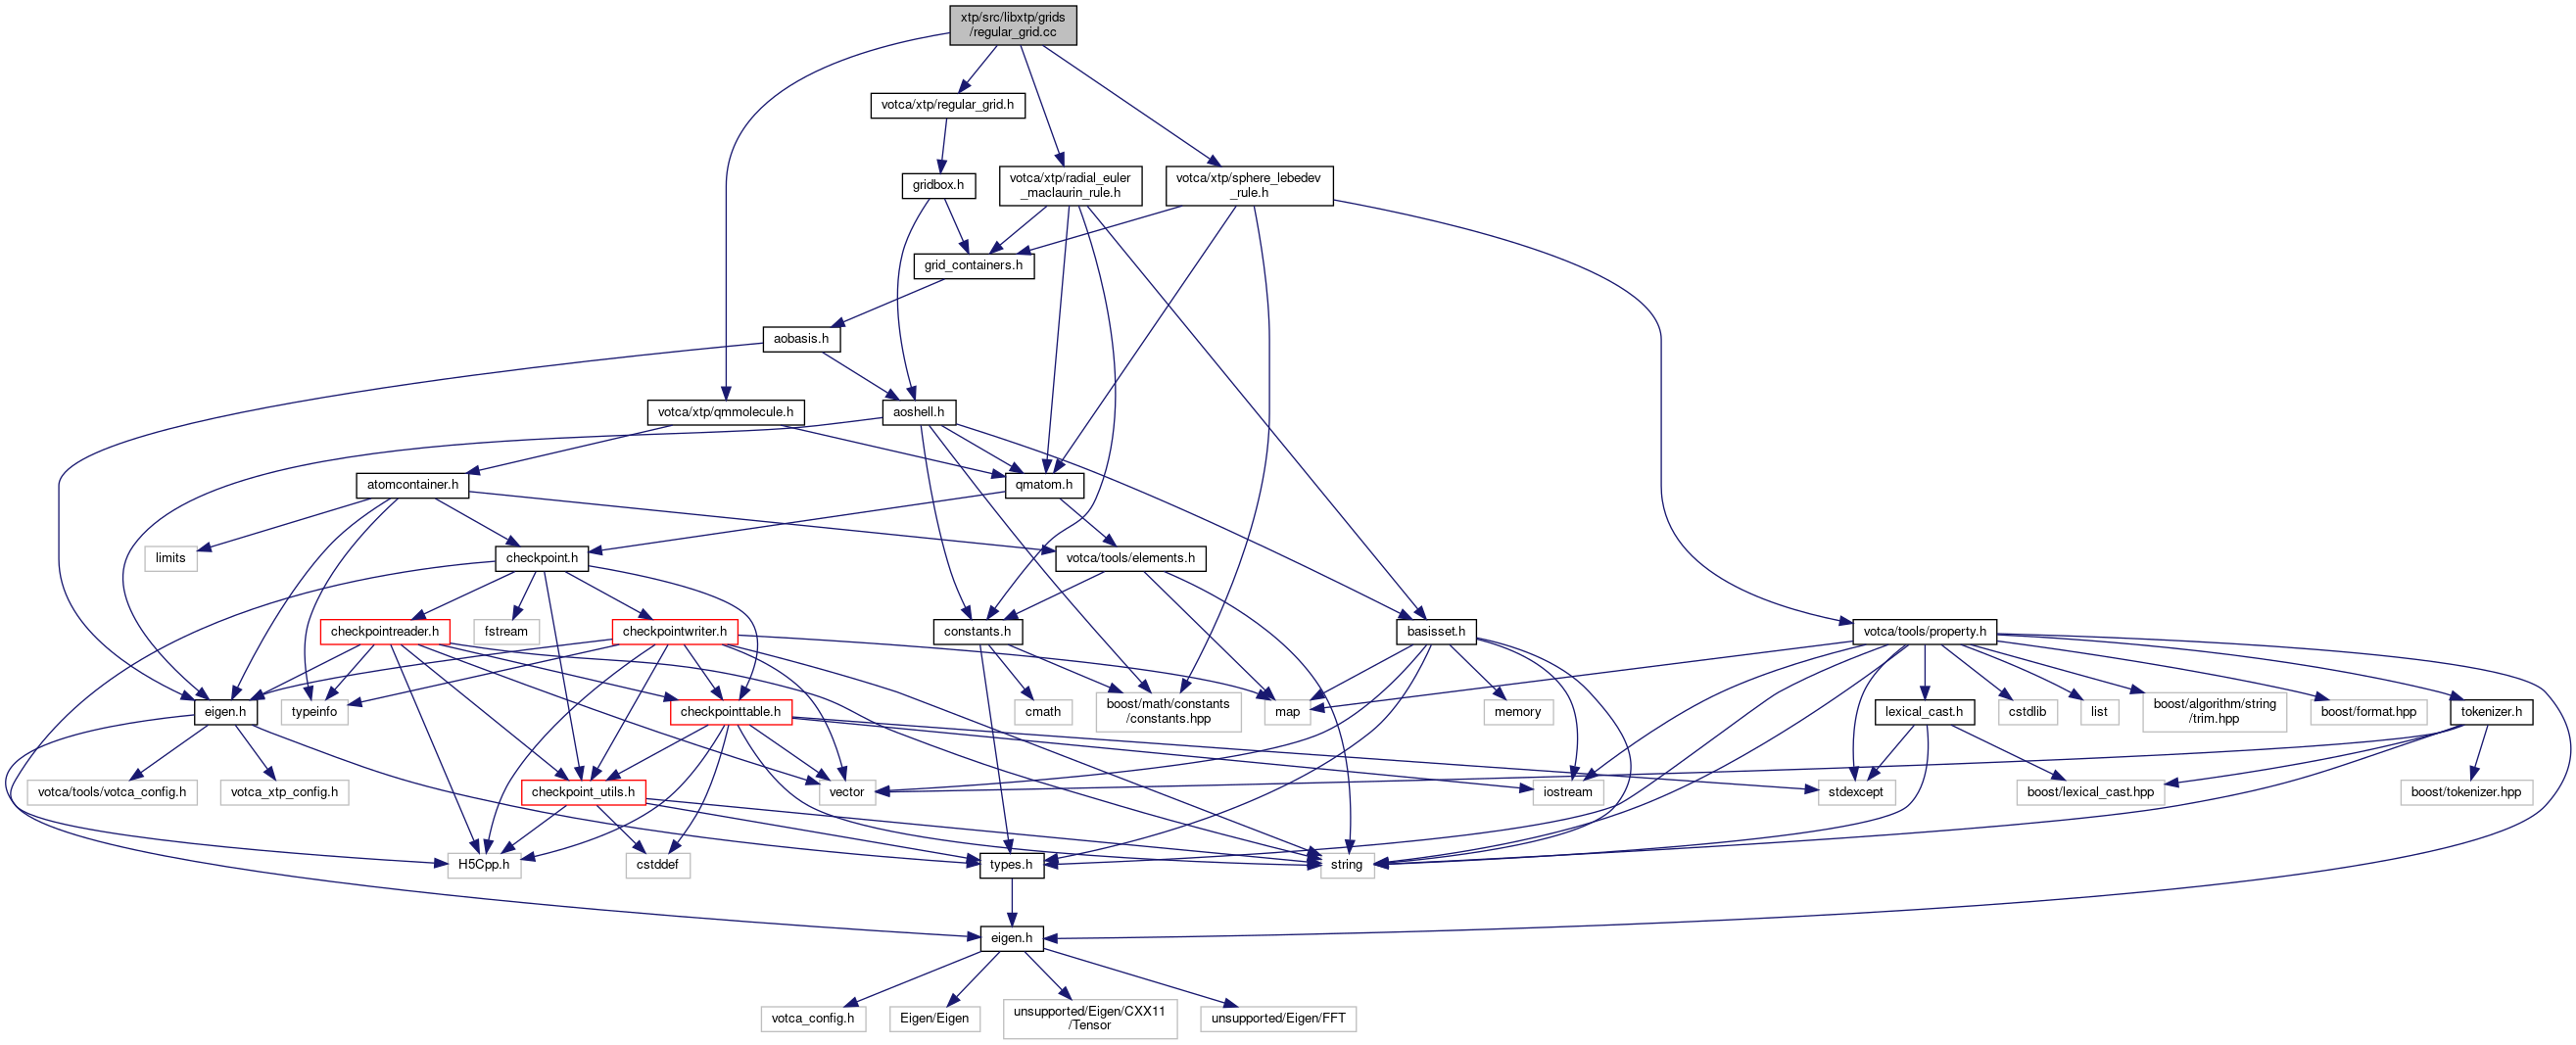 xtp/src/libxtp/grids
/regular_grid.cc
votca/xtp/regular_grid.h
gridbox.h
votca/xtp/radial_euler
_maclaurin_rule.h
votca/xtp/sphere_lebedev
_rule.h
grid_containers.h
aobasis.h
votca/xtp/qmmolecule.h
aoshell.h
atomcontainer.h
qmatom.h
limits
checkpoint.h
votca/tools/elements.h
checkpointreader.h
fstream
checkpointwriter.h
constants.h
basisset.h
votca/tools/property.h
eigen.h
typeinfo
checkpointtable.h
cmath
boost/math/constants
/constants.hpp
map
memory
lexical_cast.h
cstdlib
list
boost/algorithm/string
/trim.hpp
boost/format.hpp
tokenizer.h
votca/tools/votca_config.h
votca_xtp_config.h
checkpoint_utils.h
vector
iostream
stdexcept
boost/lexical_cast.hpp
boost/tokenizer.hpp
H5Cpp.h
cstddef
types.h
string
eigen.h
votca_config.h
Eigen/Eigen
unsupported/Eigen/CXX11
/Tensor
unsupported/Eigen/FFT